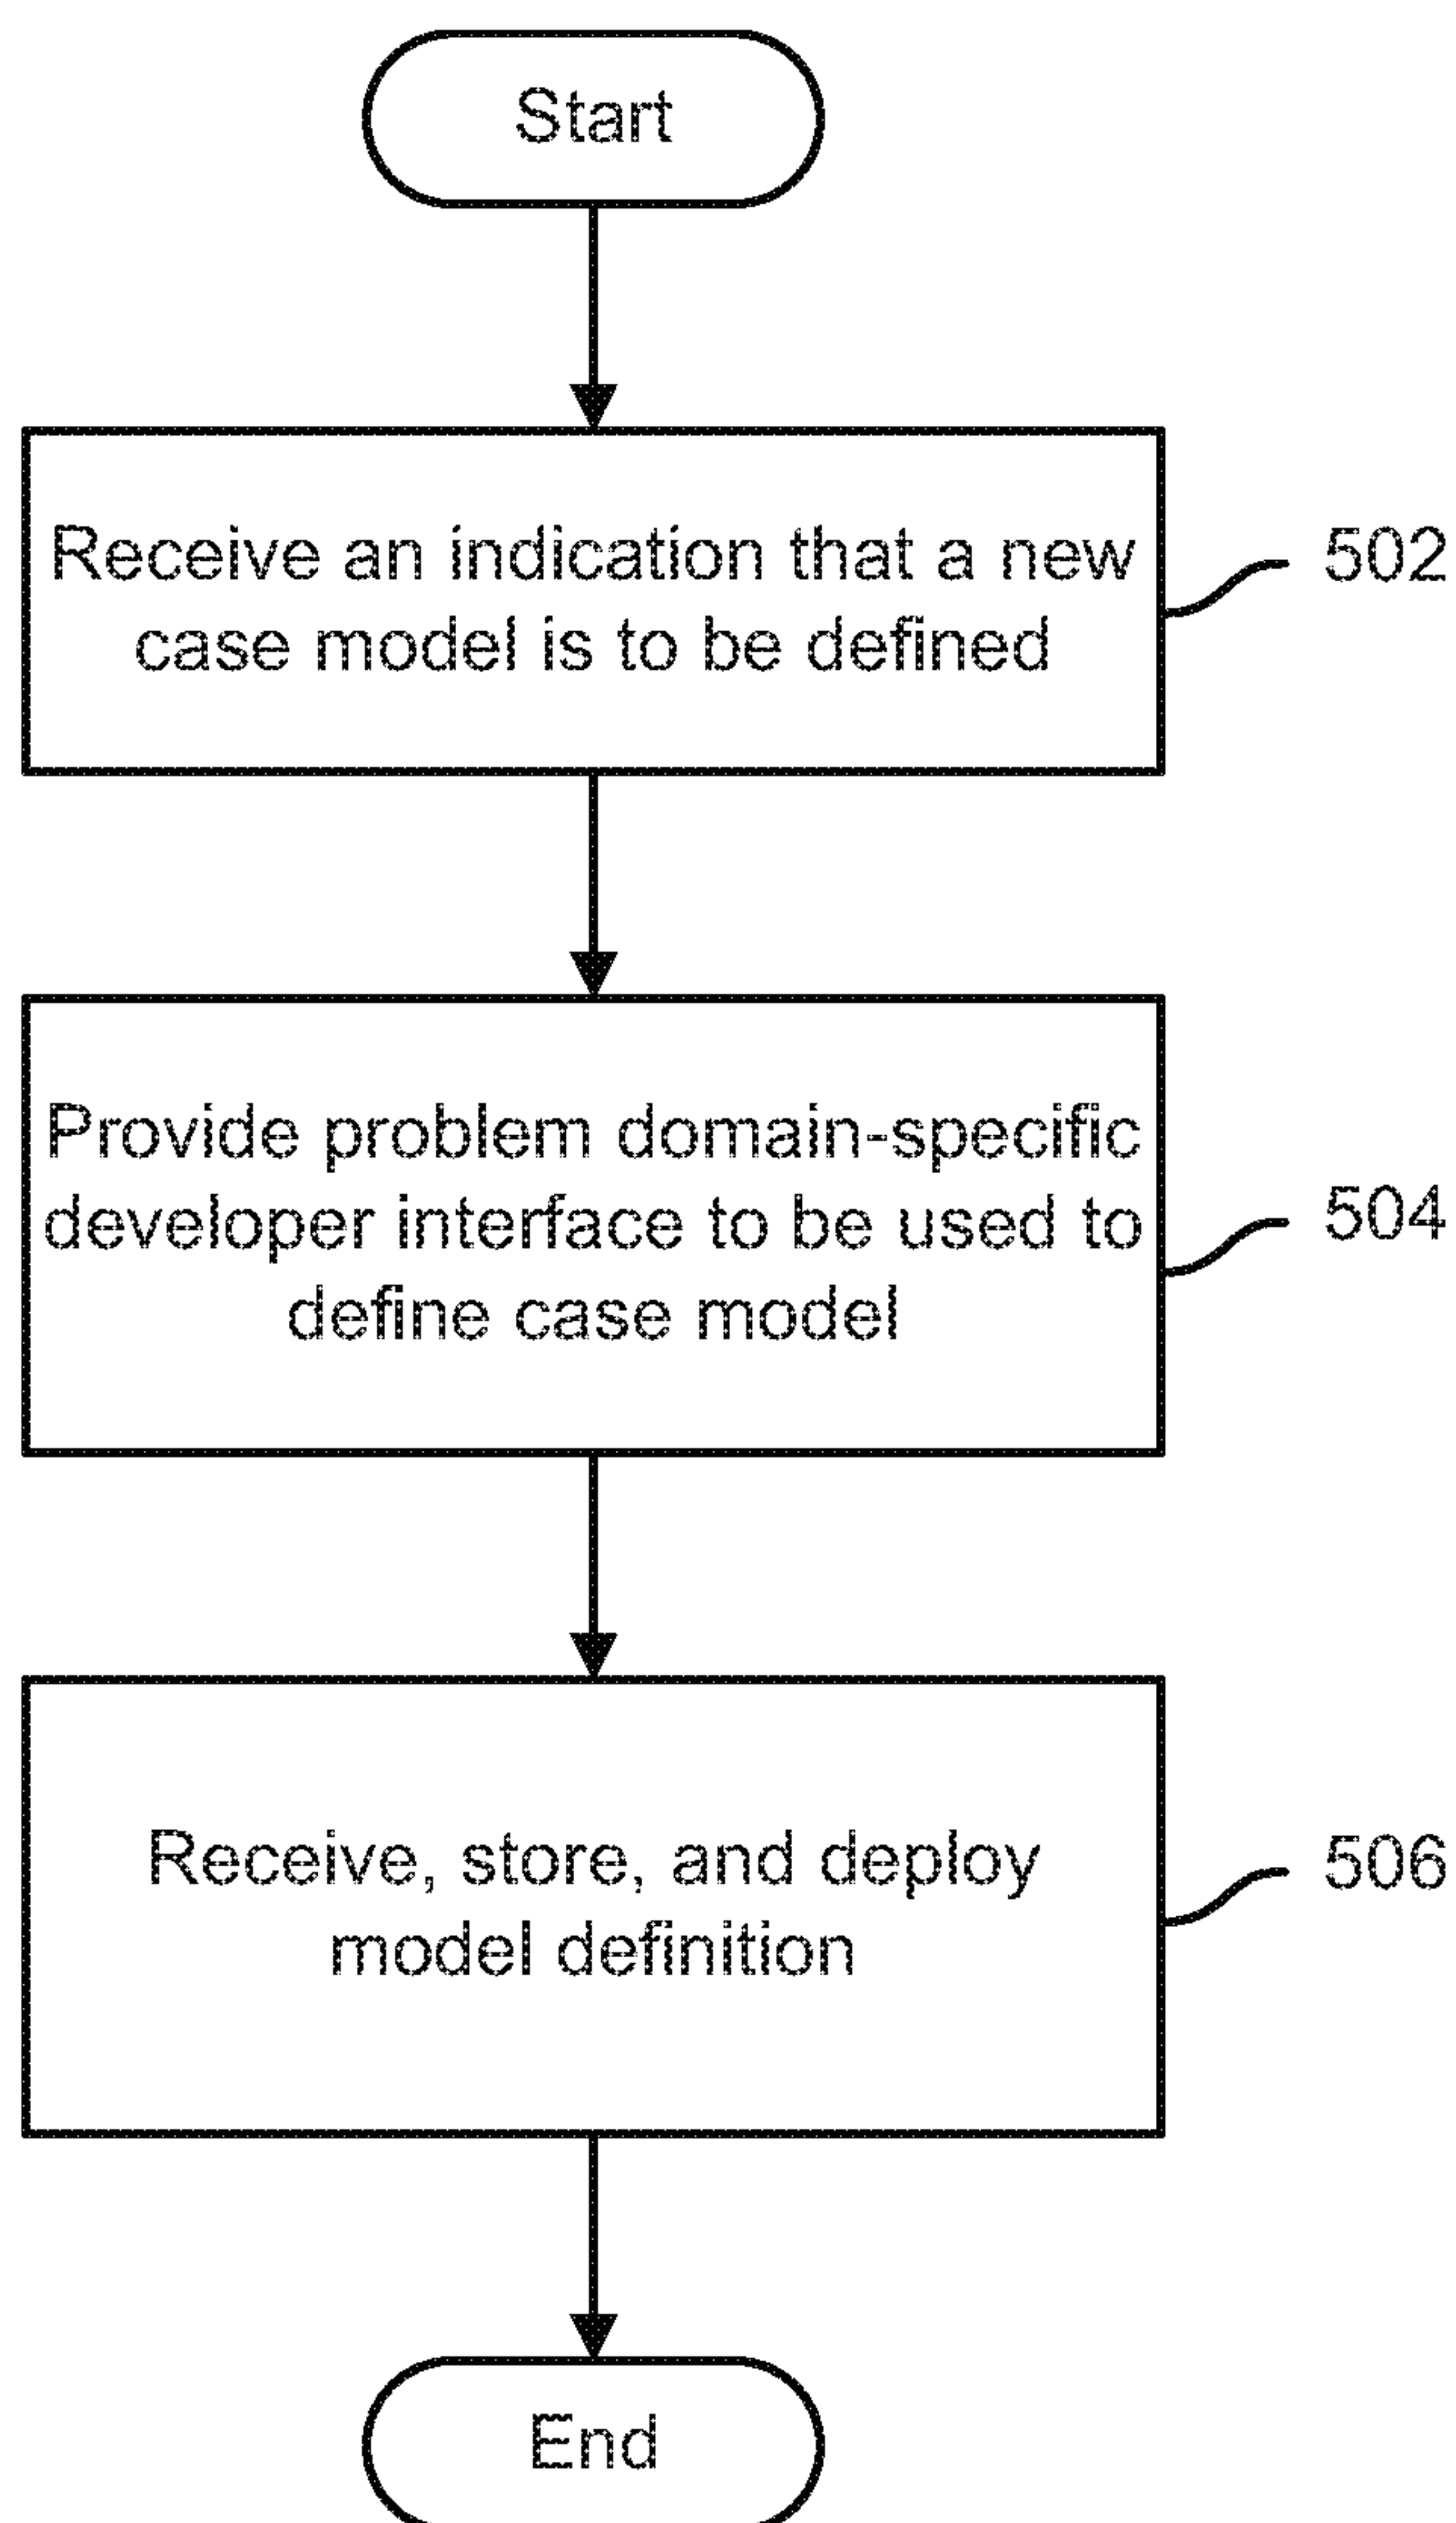 Start
Receive an indication that a new
case model is to be defined
502
Provide problem domain-specific
developer interface to be used to
define case model
504
Receive, store, and deploy
model definition
506
End